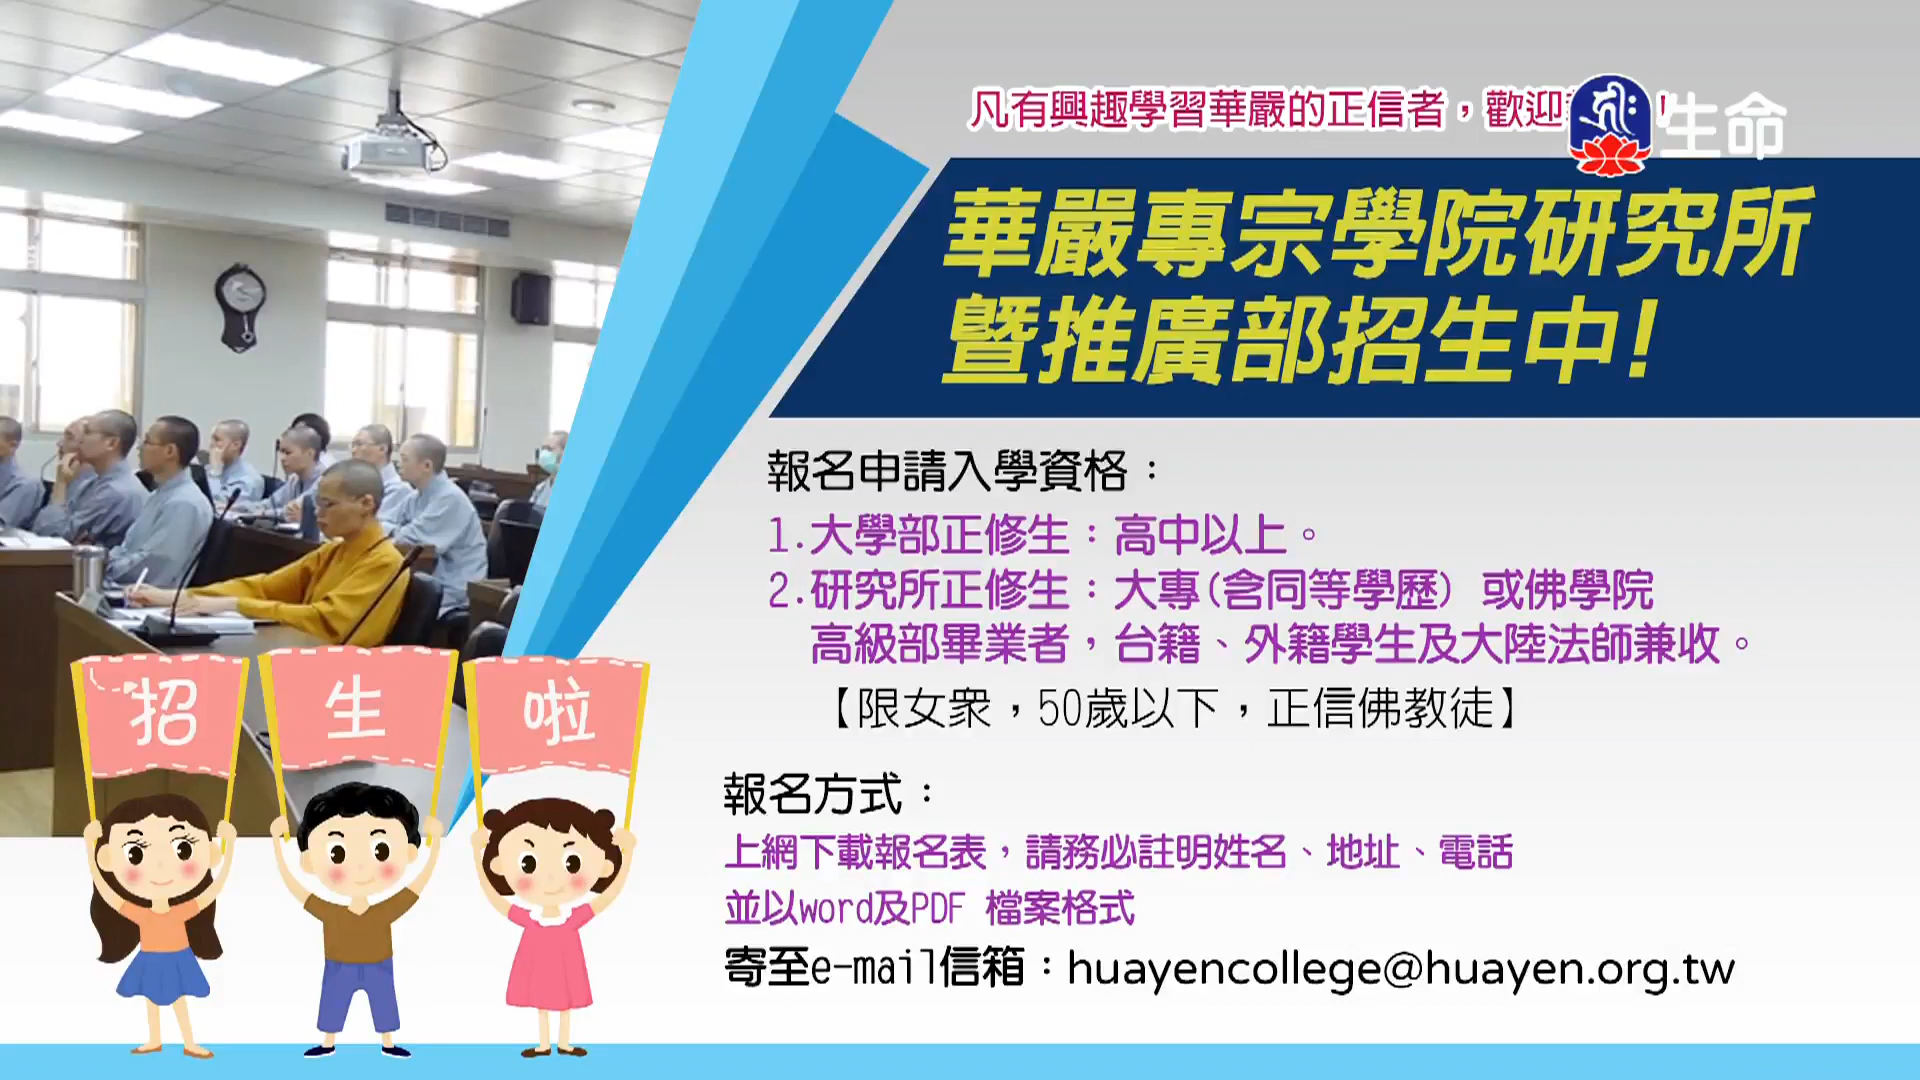 凡有興趣學習華嚴的正信者，歡迎
生命
華嚴專宗學院研究所
暨推廣部招生中!
報名申請入學資格：
1.大學部正修生：高中以上。
2.研究所正修生：大專(含同等學歷) 或佛學院
高級部畢業者，台籍、外籍學生及大陸法師兼收。
【限女眾，50歲以下，正信佛教徒】
招 生 啦
報名方式：
上網下載報名表，請務必註明姓名、地址、電話
並以word及PDF 檔案格式
寄至e-mail信箱：huayencollege@huayen.org.tw